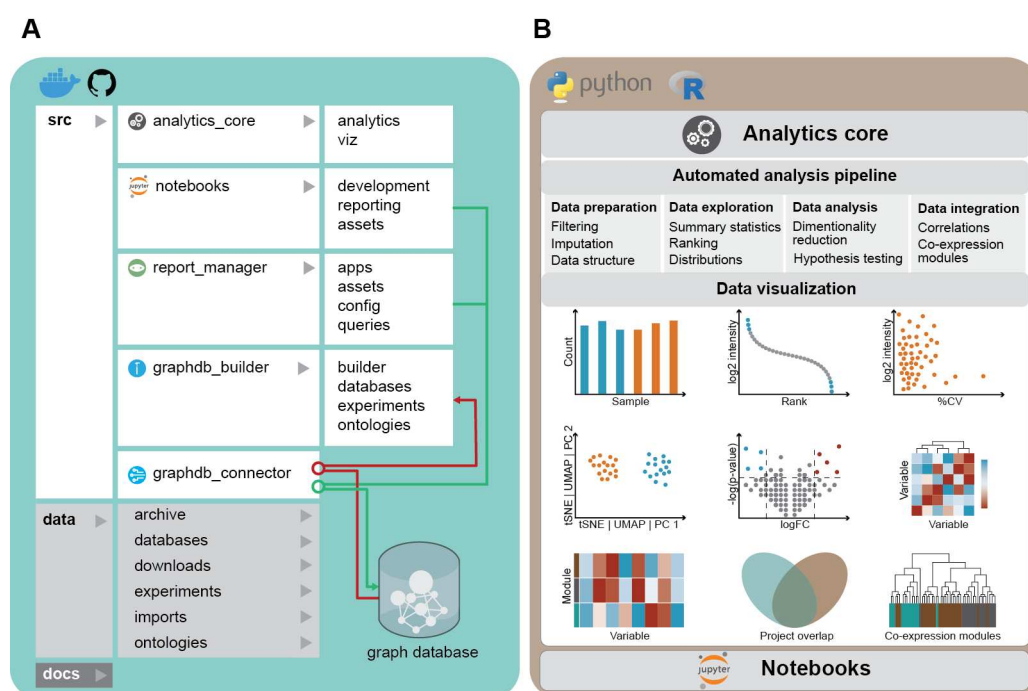 A
src
analytics_core
analytics
viz
jupyter
notebooks
development
reporting
assets
report_manager
apps
assets
config
queries
graphdb_builder
builder
databases
experiments
ontologies
graphdb_connector
data
archive
databases
downloads
experiments
imports
ontologies
graph database
docs
B
python
R
Analytics core
Automated analysis pipeline
Data preparation
Filtering
Imputation
Data structure
Data exploration
Summary statistics
Ranking
Distributions
Data analysis
Dimentionality
reduction
Hypothesis testing
Data integration
Correlations
Co-expression
modules
Data visualization
Count
Sample
log2 intensity
Rank
log2 intensity
%CV
tSNE | UMAP | PC 2
tSNE | UMAP | PC 1
-log(p-value)
logFC
Variable
Variable
Module
Variable
Project overlap
Co-expression modules
jupyter
Notebooks